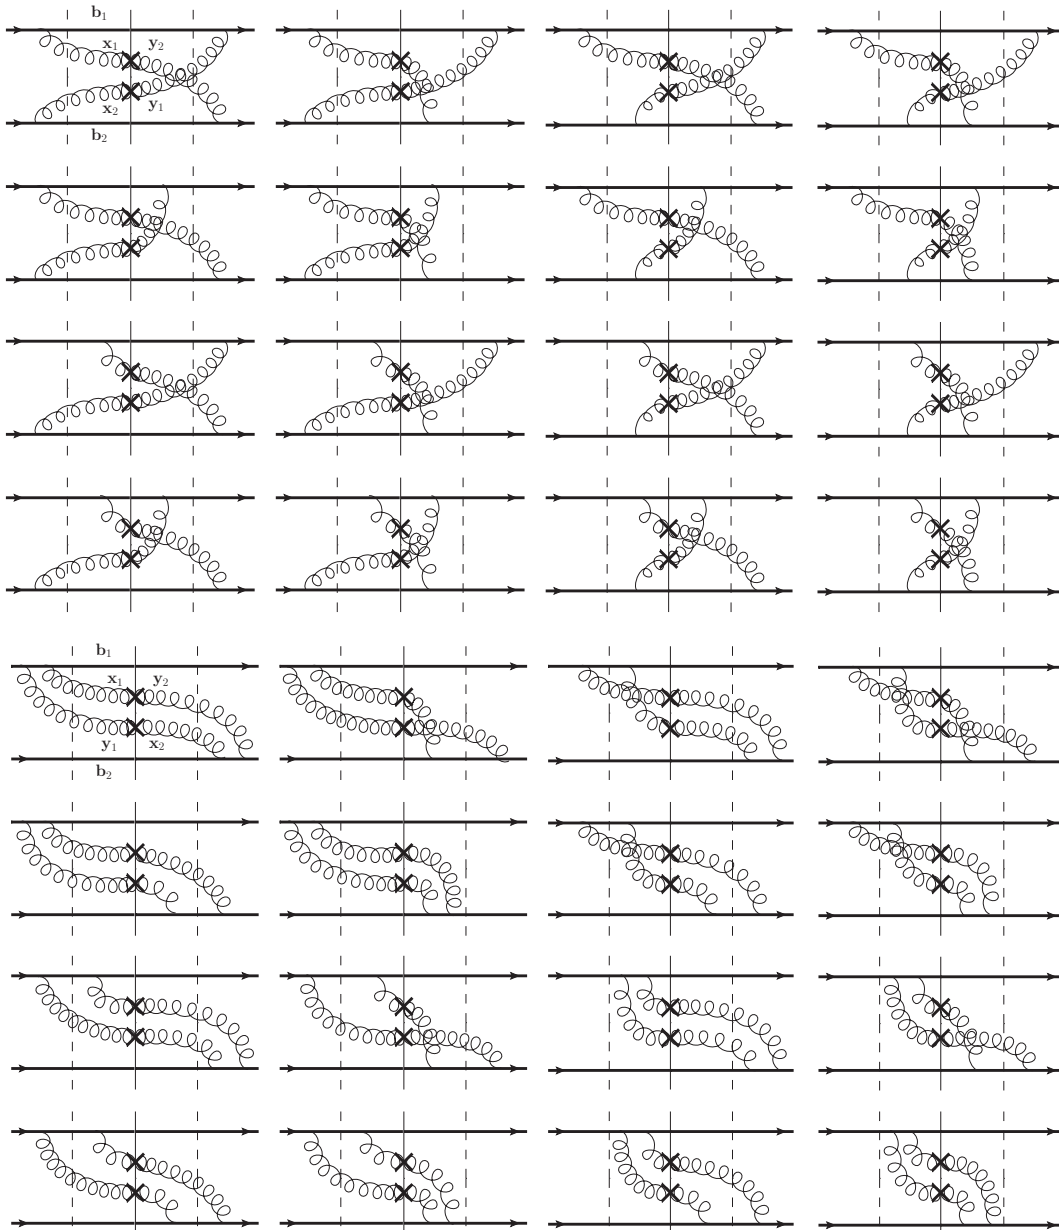 b₁
x₁ y₂
x₂ y₁
b₂
b₁
x₁ y₂
y₁ x₂
b₂